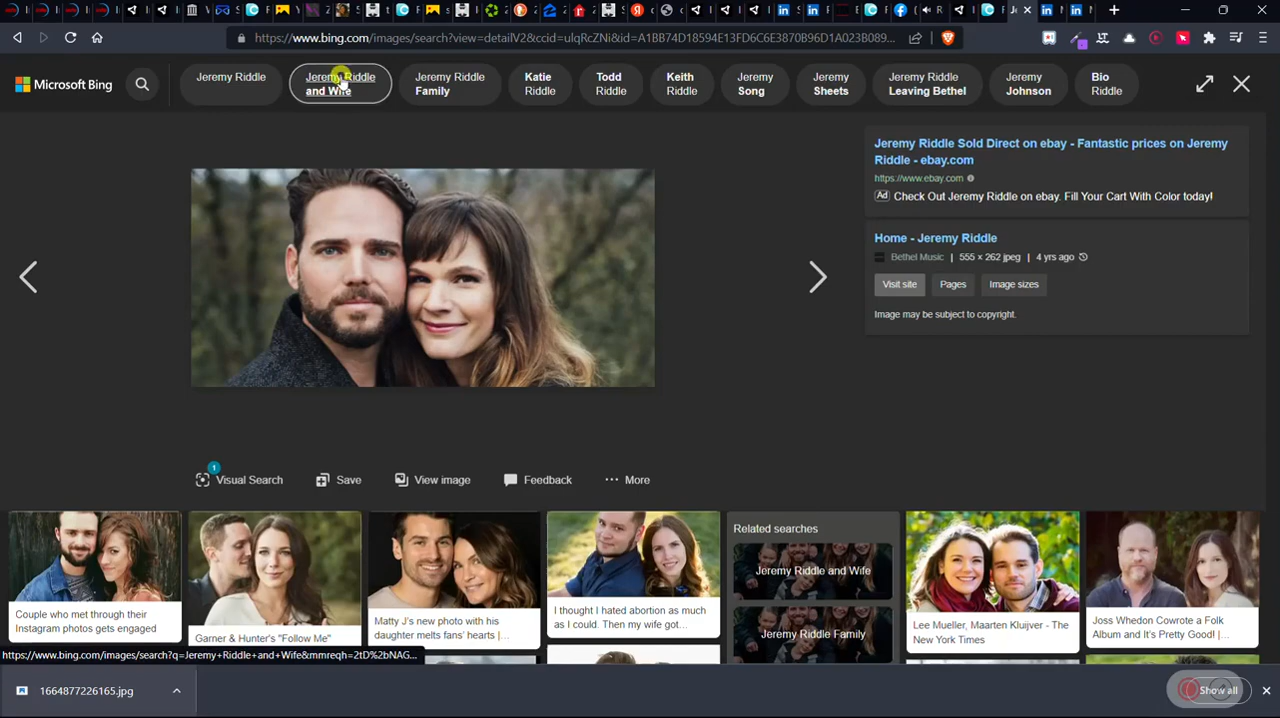 https://www.bing.com/images/search?view=detailV2&ccid=ulqRcZNi&id=A1BB74D18594E13FD6C6E3870B96D1A023B089...
Microsoft Bing
Jeremy Riddle
Jeremy Riddle
and Wife
Jeremy Riddle
Family
Katie
Riddle
Todd
Riddle
Keith
Riddle
Jeremy
Song
Jeremy
Sheets
Jeremy Riddle
Leaving Bethel
Jeremy
Johnson
Bio
Riddle
Jeremy Riddle Sold Direct on ebay - Fantastic prices on Jeremy
Riddle - ebay.com
https://www.ebay.com
Ad Check Out Jeremy Riddle on ebay. Fill Your Cart With Color today!
Home - Jeremy Riddle
Bethel Music | 555 × 262 jpeg | 4 yrs ago
Visit site Pages Image sizes
Image may be subject to copyright.
1
Visual Search Save View image Feedback ··· More
Couple who met through their
Instagram photos gets engaged
Garner & Hunter's "Follow Me"
Matty J's new photo with his
daughter melts fans' hearts |...
I thought I hated abortion as much
as I could. Then my wife got...
Related searches
Jeremy Riddle and Wife
Jeremy Riddle Family
Lee Mueller, Maarten Kluijver - The
New York Times
Joss Whedon Cowrote a Folk
Album and It's Pretty Good! |...
https://www.bing.com/images/search?q=Jeremy+Riddle+and+Wife&mmreqh=2tD%2bNAG...
1664877226165.jpg
Show all